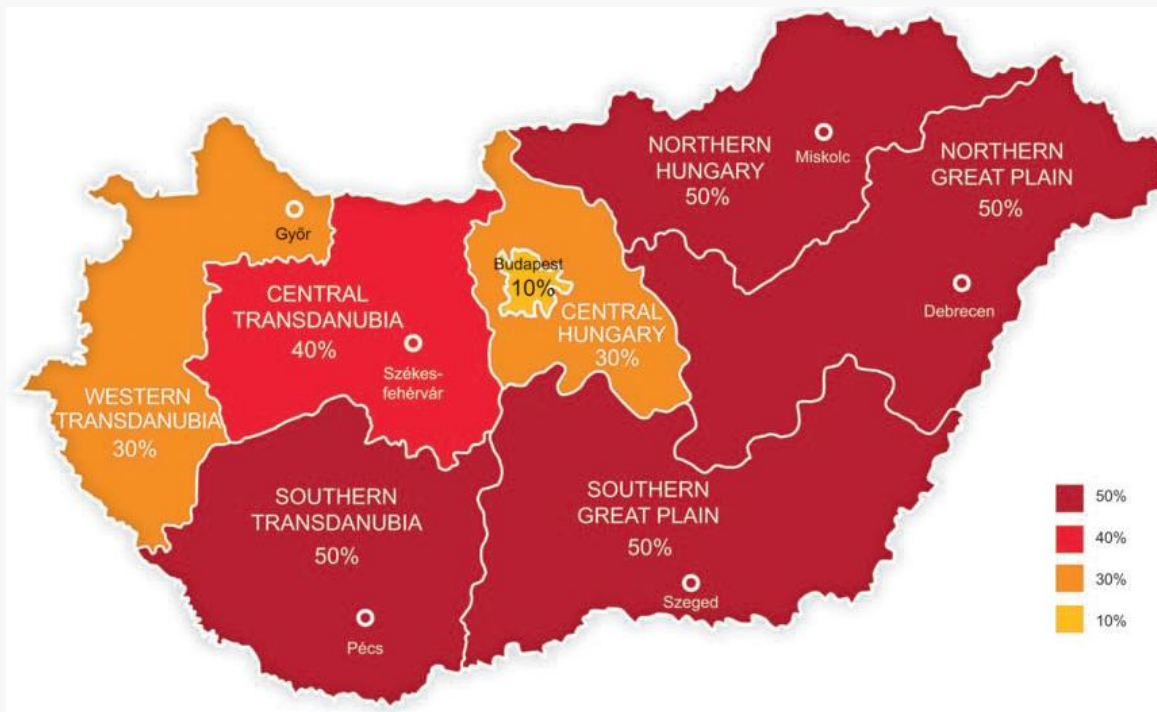 NORTHERN
HUNGARY
50%
Miskolc
NORTHERN
GREAT PLAIN
50%
Győr
Budapest
10%
CENTRAL
TRANSDANUBIA
40%
CENTRAL
HUNGARY
30%
Debrecen
Székes-
fehérvár
WESTERN
TRANSDANUBIA
30%
SOUTHERN
TRANSDANUBIA
50%
SOUTHERN
GREAT PLAIN
50%
Szeged
Pécs
50%
40%
30%
10%